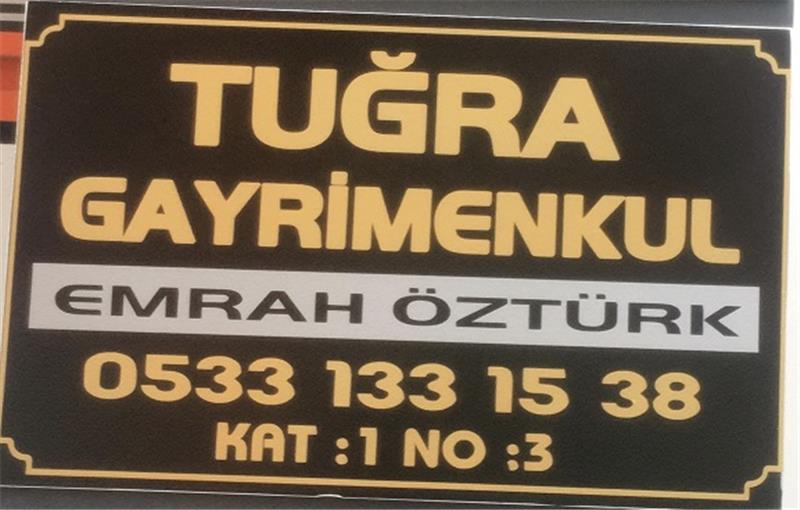 TUĞRA
GAYRİMENKUL
EMRAH ÖZTÜRK
0533 133 15 38
KAT :1 NO :3